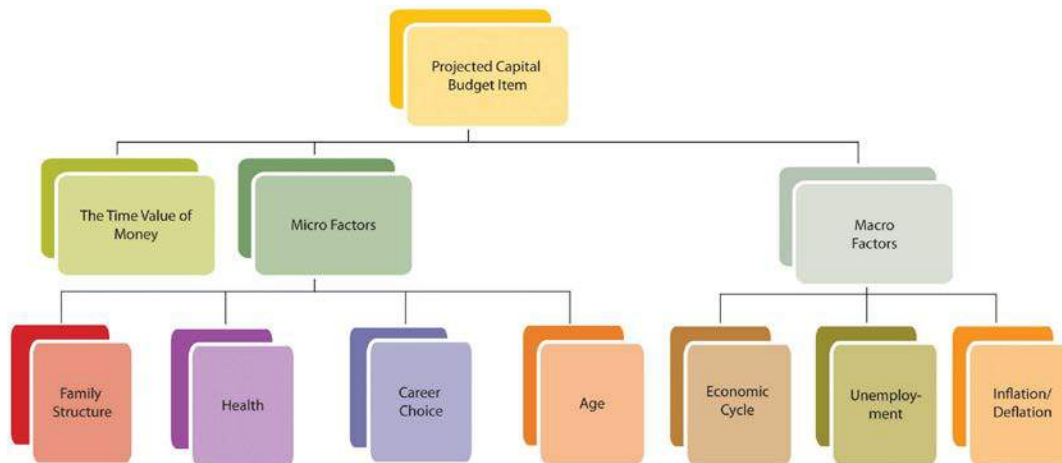 Projected Capital
Budget Item
The Time Value of
Money
Micro Factors
Macro
Factors
Family
Structure
Health
Career
Choice
Age
Economic
Cycle
Unemploy-
ment
Inflation/
Deflation